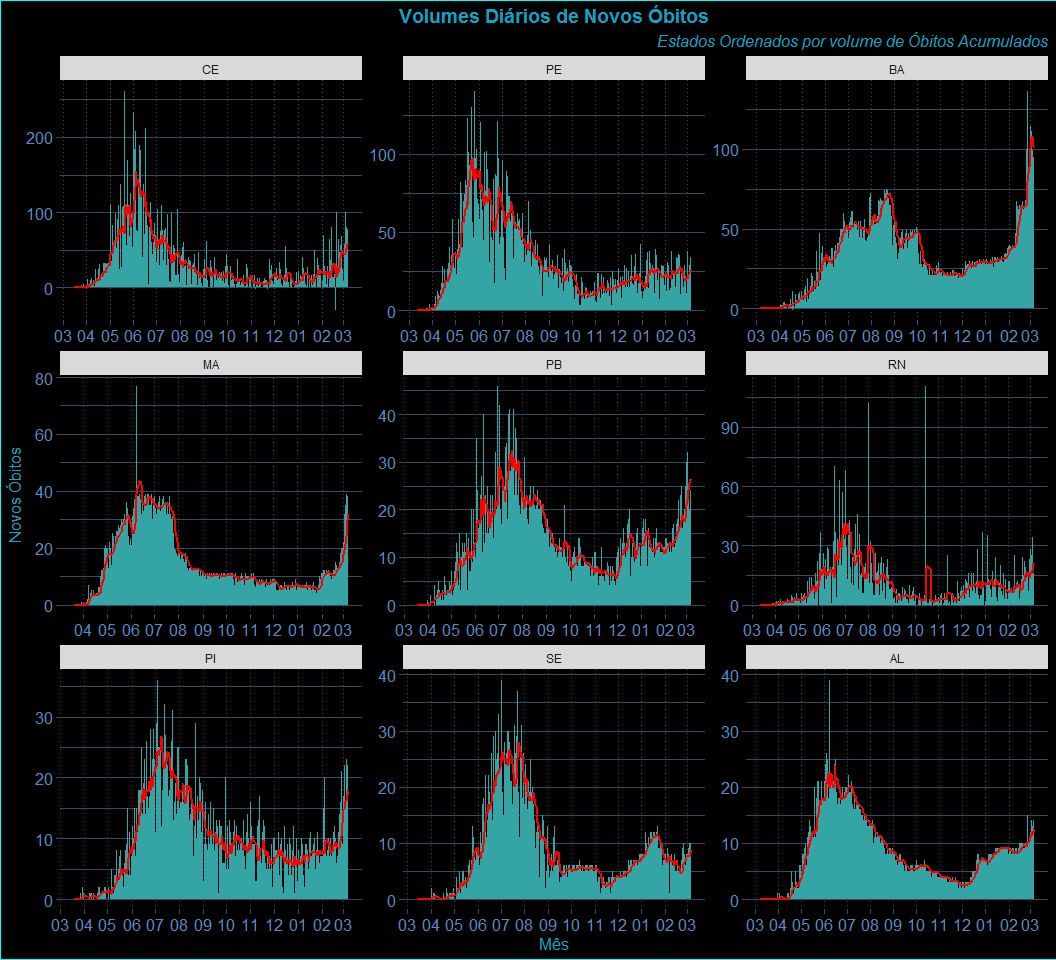 Volumes Diários de Novos Óbitos
Estados Ordenados por volume de Óbitos Acumulados
CE
PE
BA
200
100
0
100
50
0
100
50
0
03 04 05 06 07 08 09 10 11 12 01 02 03
03 04 05 06 07 08 09 10 11 12 01 02 03
03 04 05 06 07 08 09 10 11 12 01 02 03
MA
PB
RN
80
60
40
20
0
40
30
20
10
0
90
60
30
0
04 05 06 07 08 09 10 11 12 01 02 03
03 04 05 06 07 08 09 10 11 12 01 02 03
03 04 05 06 07 08 09 10 11 12 01 02 03
Novos Óbitos
PI
SE
AL
30
20
10
0
40
30
20
10
0
40
30
20
10
0
03 04 05 06 07 08 09 10 11 12 01 02 03
03 04 05 06 07 08 09 10 11 12 01 02 03
03 04 05 06 07 08 09 10 11 12 01 02 03
Mês